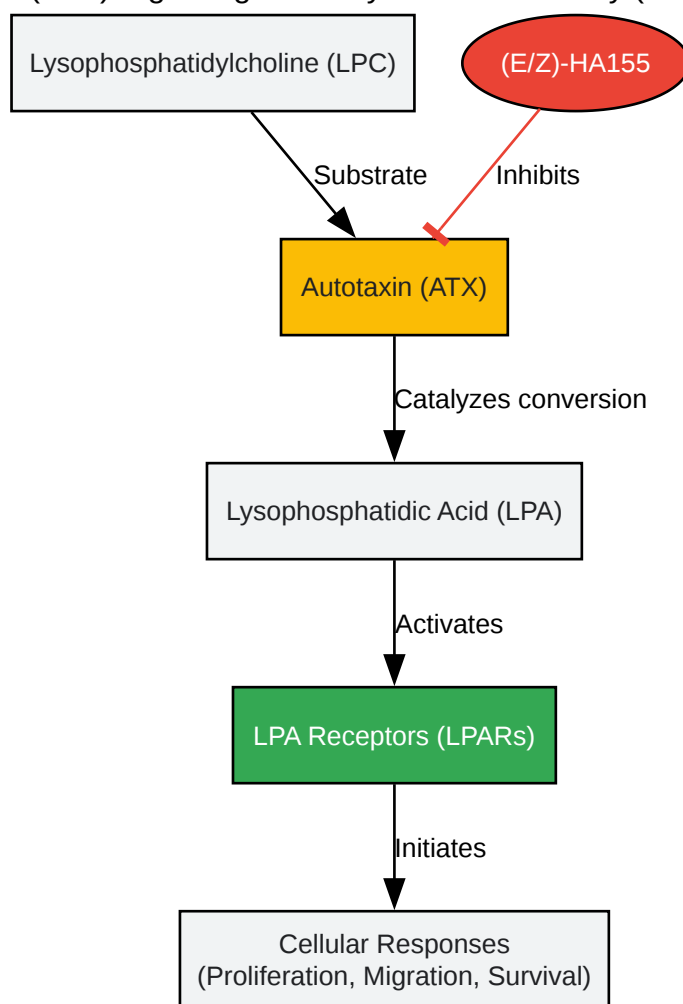 Lysophosphatidylcholine (LPC)
(E/Z)-HA155
Substrate
Inhibits
Autotaxin (ATX)
Catalyzes conversion
Lysophosphatidic Acid (LPA)
Activates
LPA Receptors (LPARs)
Initiates
Cellular Responses
(Proliferation, Migration, Survival)